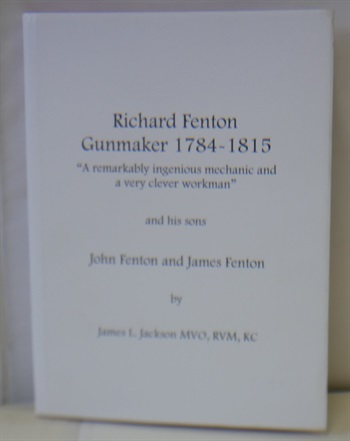 Richard Fenton
Gunmaker 1784-1815
"A remarkably ingenious mechanic and
a very clever workman"
and his sons
John Fenton and James Fenton
by
James L. Jackson MVO, RVM, KC